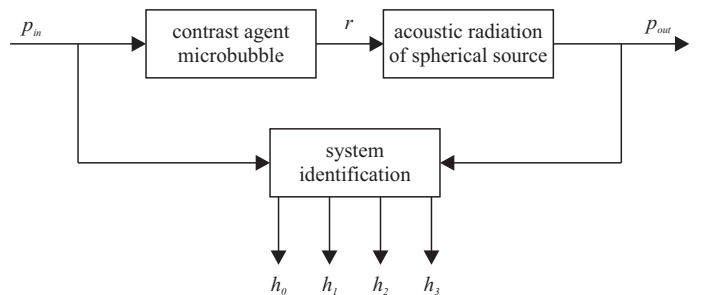 p_in
contrast agent
microbubble
r
acoustic radiation
of spherical source
p_out
system
identification
h_0
h_1
h_2
h_3